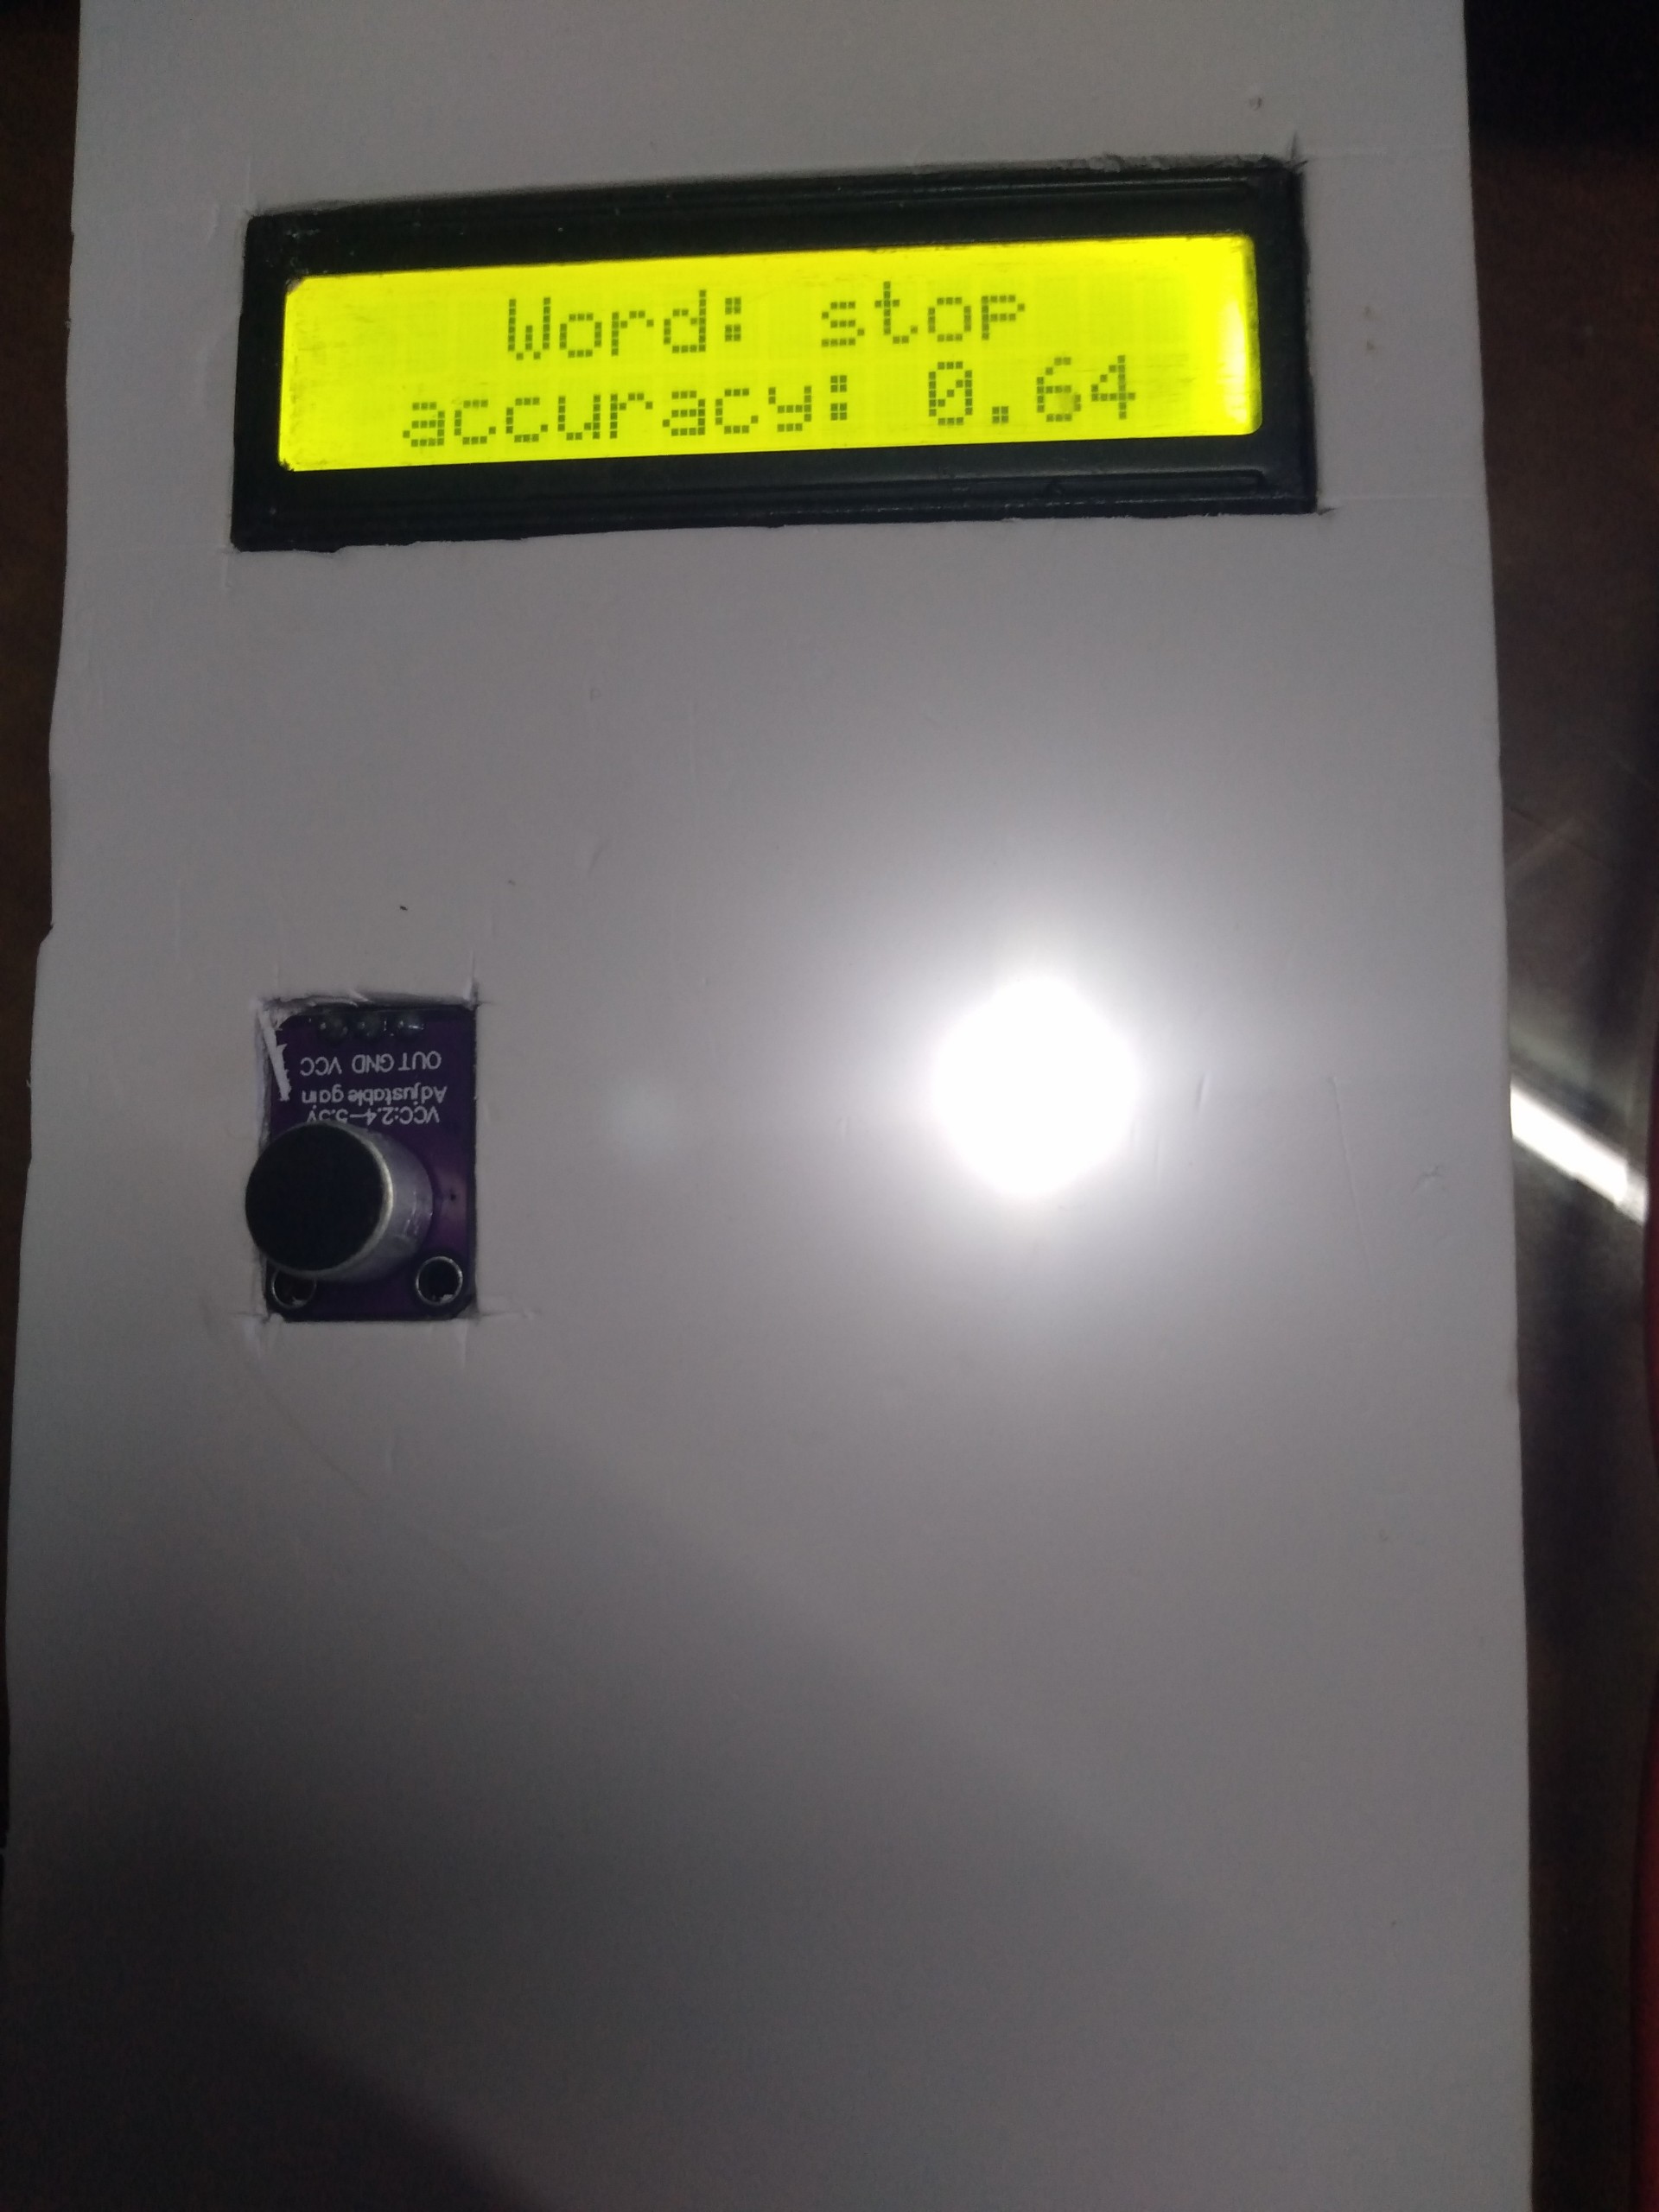 Word: stop
accuracy: 0.64
OUT GND VCC
Adjustable gain
VCC:2.4-5.5V